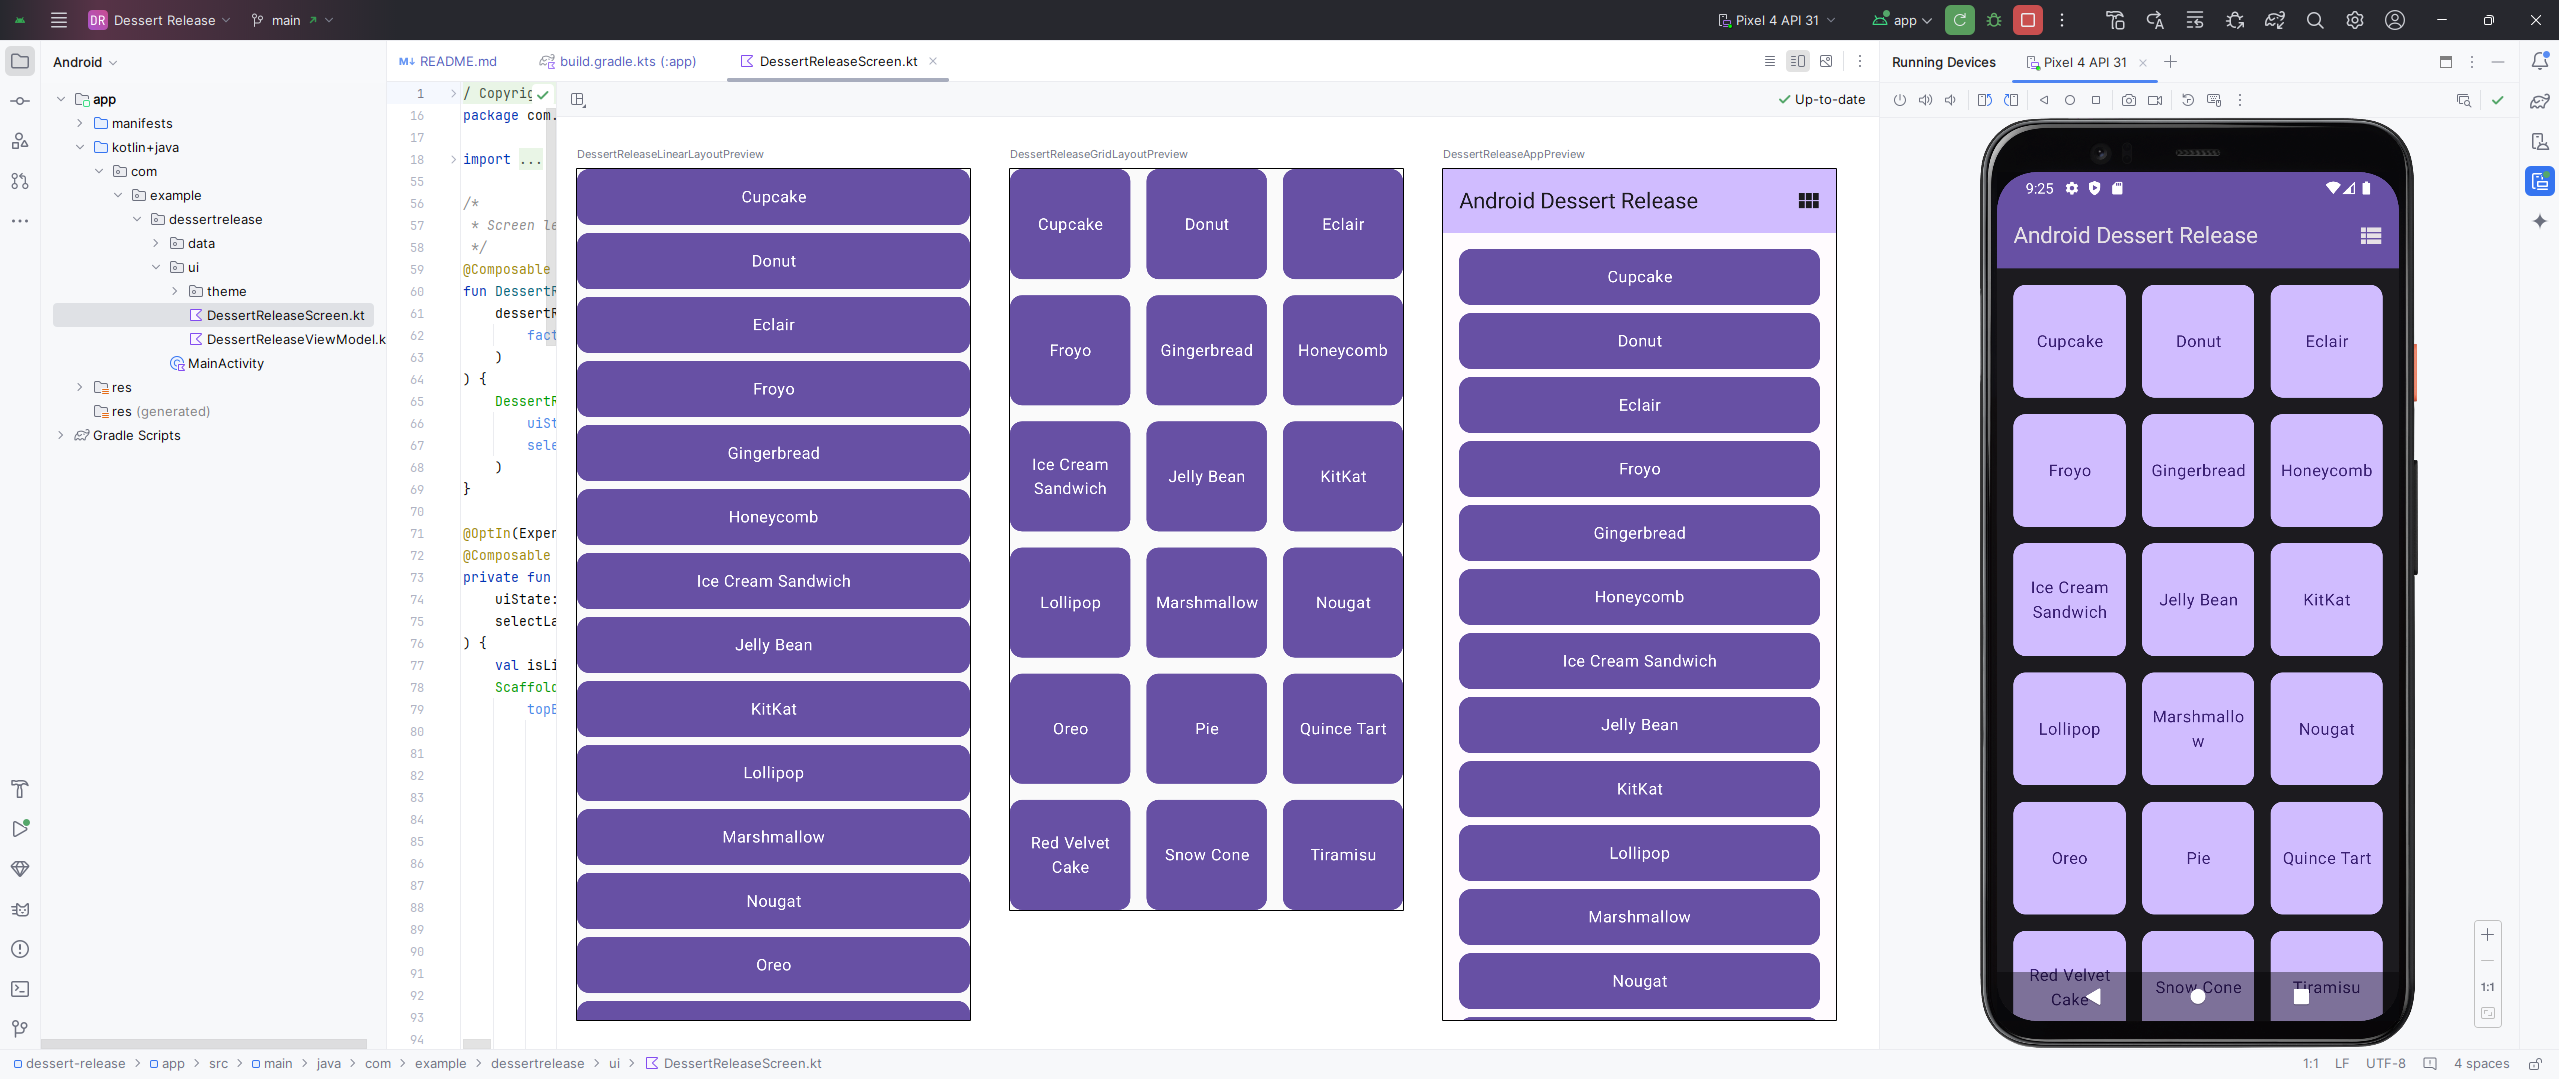 DR Dessert Release
main
Pixel 4 API 31
app
Android
README.md
build.gradle.kts (:app)
DessertReleaseScreen.kt
Running Devices
Pixel 4 API 31
app
manifests
kotlin+java
com
example
dessertrelease
data
ui
theme
DessertReleaseScreen.kt
DessertReleaseViewModel.k
MainActivity
res
res (generated)
Gradle Scripts
1 / Copyrig
16 package com.
17
18 import ...
55
56 /*
57 * Screen le
58 */
59 @Composable
60 fun DessertR
61 dessertR
62 fact
63 )
64 ) {
65 DessertR
66 uiSt
67 sele
68 )
69 }
70
71 @OptIn(Exper
72 @Composable
73 private fun
74 uiState:
75 selectLa
76 ) {
77 val isLi
78 Scaffold
79 topB
80
81
82
83
84
85
86
87
88
89
90
91
92
93
94
Up-to-date
DessertReleaseLinearLayoutPreview
Cupcake
Donut
Eclair
Froyo
Gingerbread
Honeycomb
Ice Cream Sandwich
Jelly Bean
KitKat
Lollipop
Marshmallow
Nougat
Oreo
DessertReleaseGridLayoutPreview
Cupcake
Donut
Eclair
Froyo
Gingerbread
Honeycomb
Ice Cream
Sandwich
Jelly Bean
KitKat
Lollipop
Marshmallow
Nougat
Oreo
Pie
Quince Tart
Red Velvet
Cake
Snow Cone
Tiramisu
DessertReleaseAppPreview
Android Dessert Release
Cupcake
Donut
Eclair
Froyo
Gingerbread
Honeycomb
Ice Cream Sandwich
Jelly Bean
KitKat
Lollipop
Marshmallow
Nougat
9:25
Android Dessert Release
Cupcake
Donut
Eclair
Froyo
Gingerbread
Honeycomb
Ice Cream
Sandwich
Jelly Bean
KitKat
Lollipop
Marshmallo
w
Nougat
Oreo
Pie
Quince Tart
Red Velvet
Cake
Snow Cone
Tiramisu
1:1
dessert-release > app > src > main > java > com > example > dessertrelease > ui > DessertReleaseScreen.kt
1:1 LF UTF-8 4 spaces